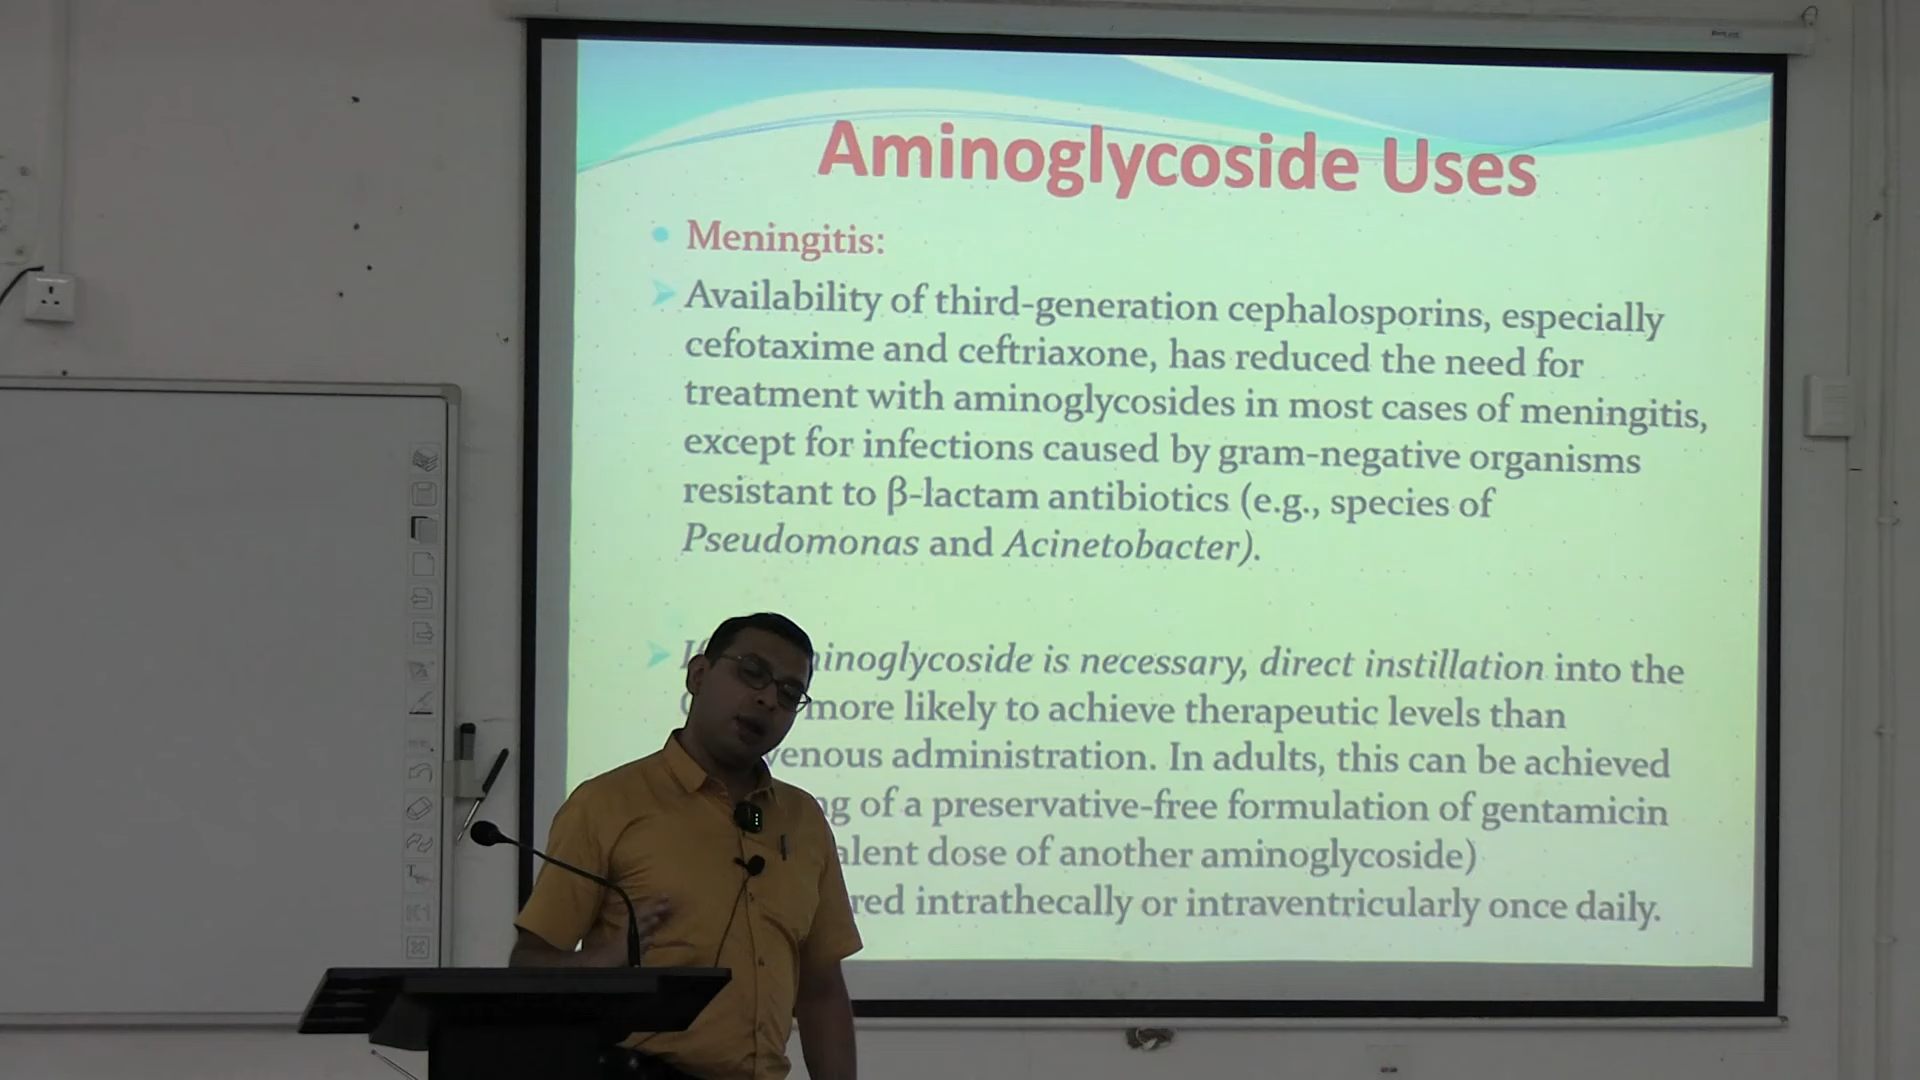 Aminoglycoside Uses
Meningitis:
Availability of third-generation cephalosporins, especially
cefotaxime and ceftriaxone, has reduced the need for
treatment with aminoglycosides in most cases of meningitis,
except for infections caused by gram-negative organisms
resistant to β-lactam antibiotics (e.g., species of
Pseudomonas and Acinetobacter).
is necessary, direct instillation into the
more likely to achieve therapeutic levels than
administration. In adults, this can be achieved
of a preservative-free formulation of gentamicin
dose of another aminoglycoside)
intrathecally or intraventricularly once daily.